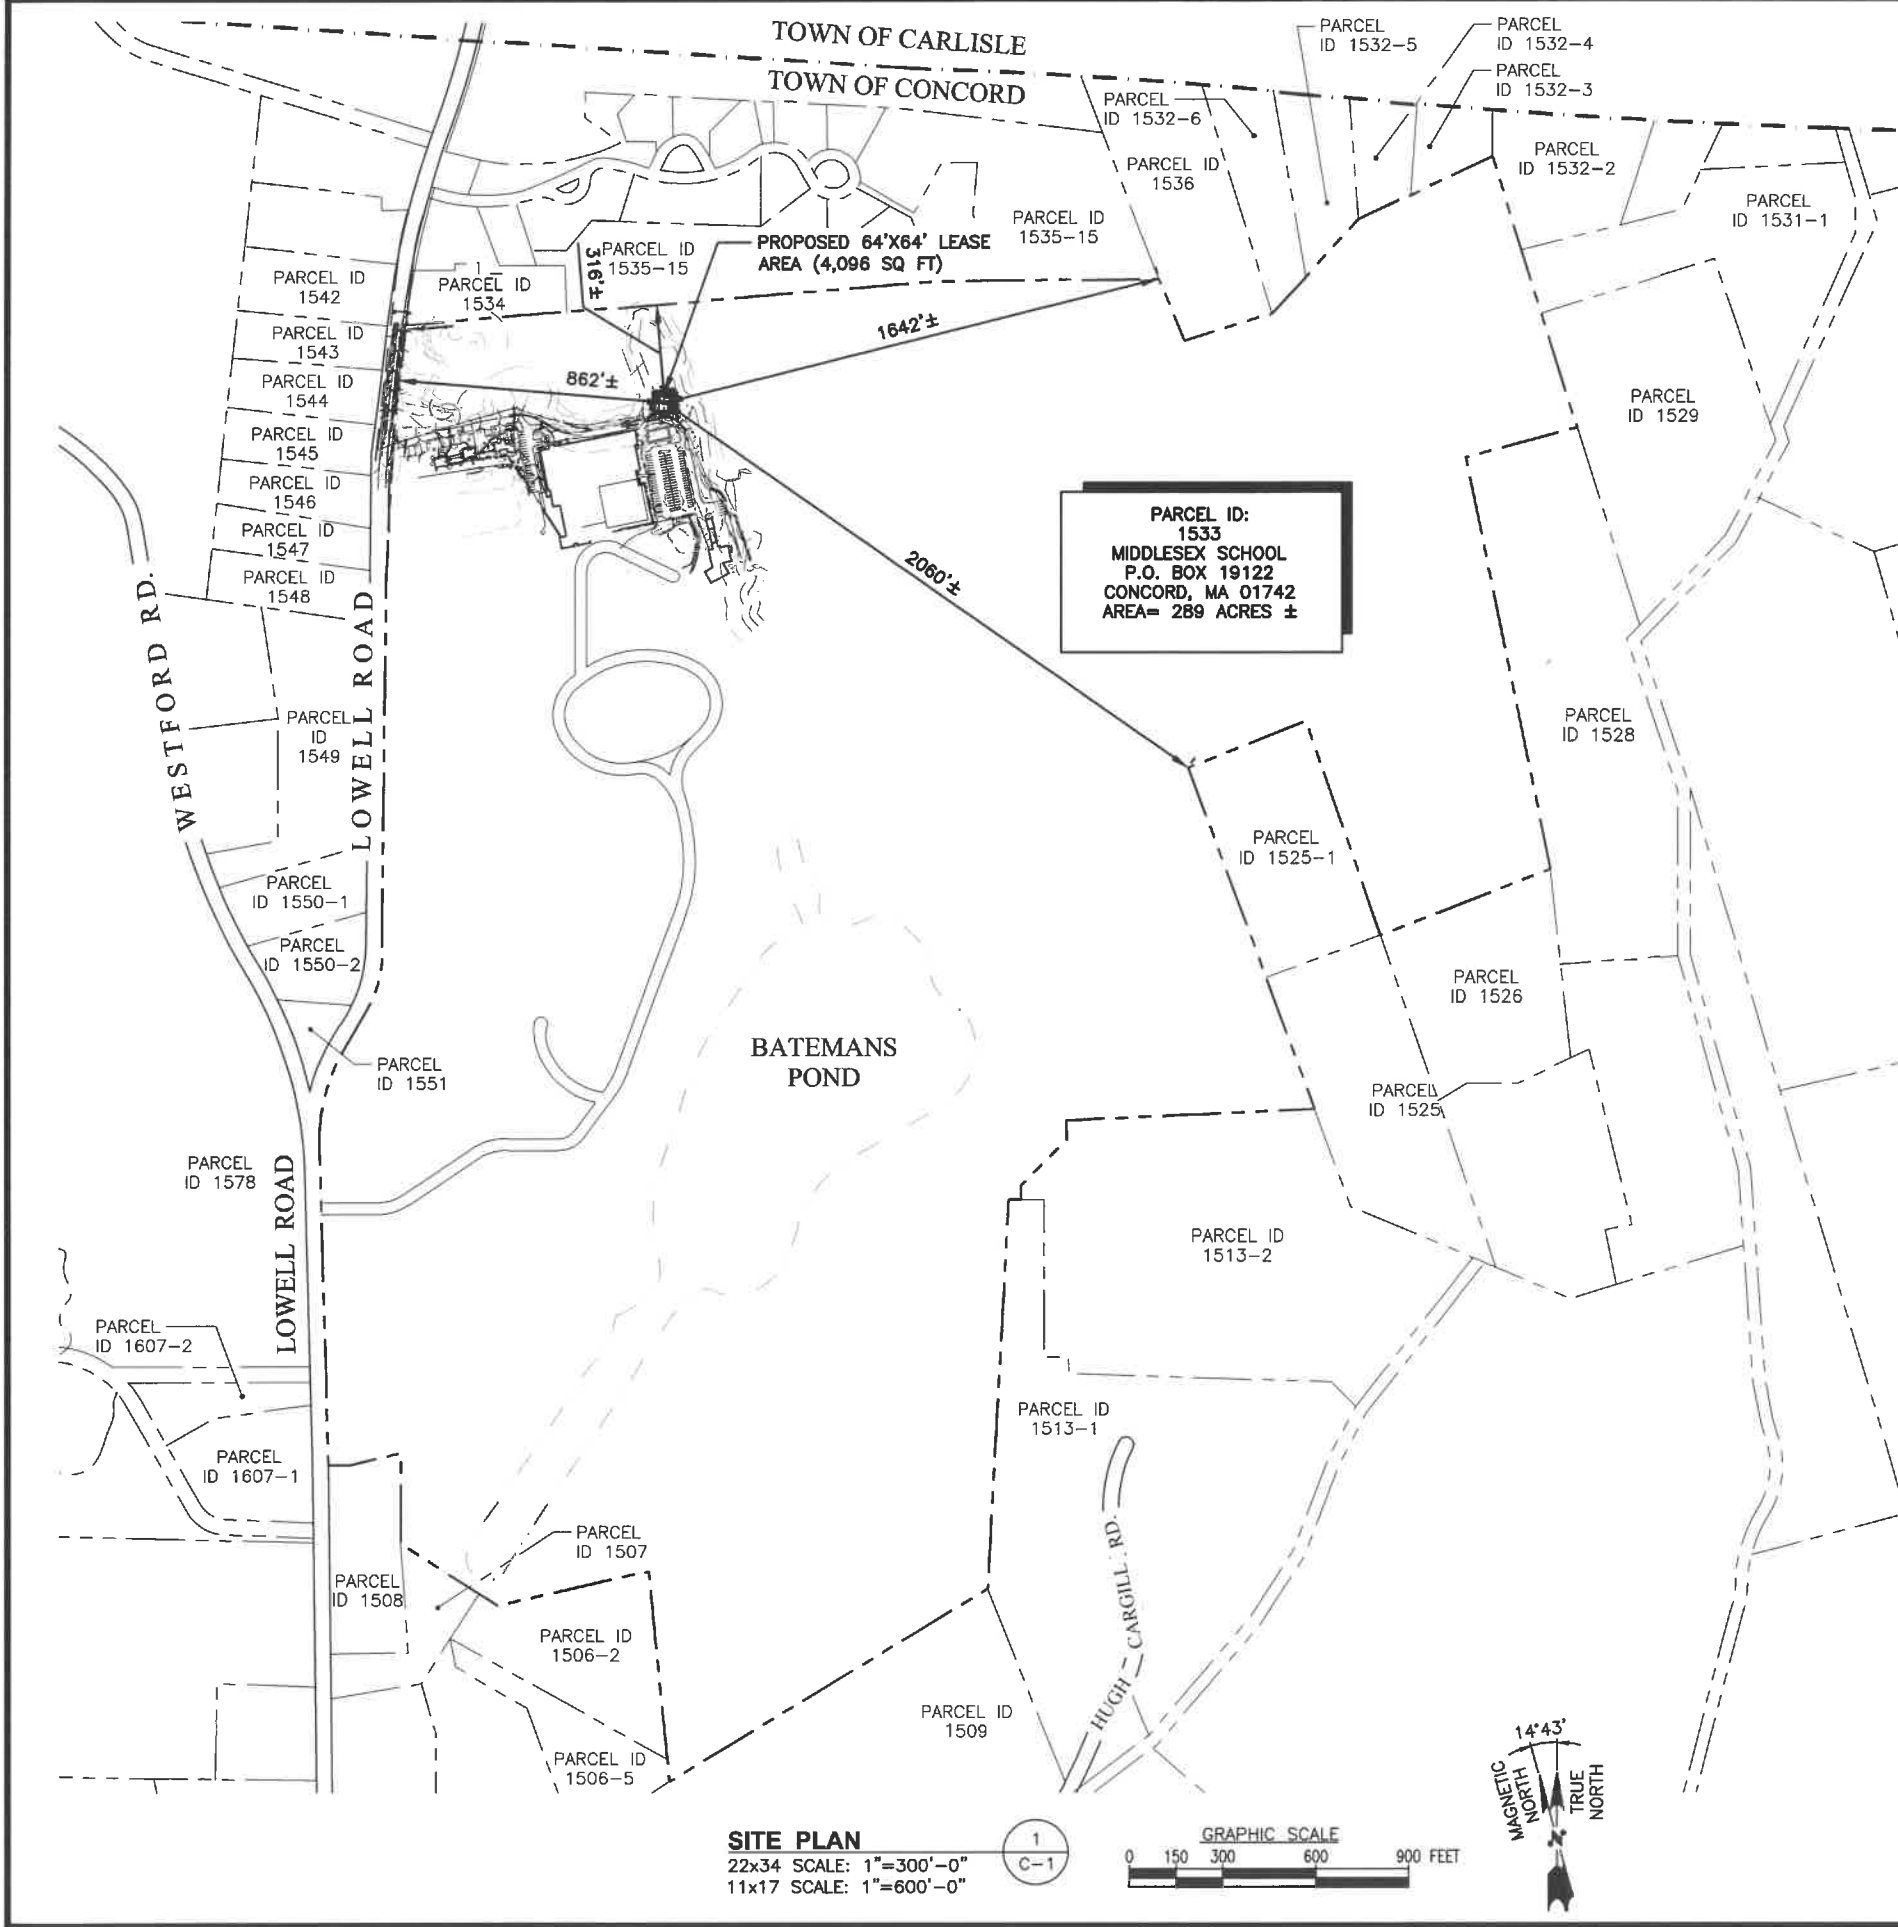 TOWN OF CARLISLE
TOWN OF CONCORD
PARCEL
ID 1532-5
PARCEL
ID 1532-4
PARCEL
ID 1532-3
PARCEL
ID 1532-6
PARCEL ID
1536
PARCEL
ID 1532-2
PARCEL
ID 1531-1
PARCEL ID
1535-15
PROPOSED 64'X64' LEASE
AREA (4,096 SQ FT)
PARCEL ID
1535-15
316'±
PARCEL ID
1534
PARCEL ID
1542
PARCEL ID
1543
PARCEL ID
1544
PARCEL ID
1545
PARCEL ID
1546
PARCEL ID
1547
PARCEL ID
1548
862'±
1642'±
2060'±
PARCEL
ID 1529
PARCEL ID:
1533
MIDDLESEX SCHOOL
P.O. BOX 19122
CONCORD, MA 01742
AREA= 289 ACRES ±
WESTFORD RD.
LOWELL ROAD
PARCEL
ID
1549
PARCEL
ID 1528
PARCEL
ID 1525-1
PARCEL
ID 1550-1
PARCEL
ID 1550-2
PARCEL
ID 1526
BATEMANS
POND
PARCEL
ID 1551
PARCEL
ID 1525
PARCEL
ID 1578
LOWELL ROAD
PARCEL ID
1513-2
PARCEL
ID 1607-2
PARCEL ID
1513-1
PARCEL
ID 1607-1
PARCEL
ID 1507
PARCEL
ID 1508
HUGH CARGILL RD.
PARCEL ID
1506-2
PARCEL ID
1509
PARCEL ID
1506-5
14°43'
MAGNETIC
NORTH
TRUE
NORTH
N
SITE PLAN
22x34 SCALE: 1"=300'-0"
11x17 SCALE: 1"=600'-0"
1
C-1
GRAPHIC SCALE
0 150 300 600 900 FEET